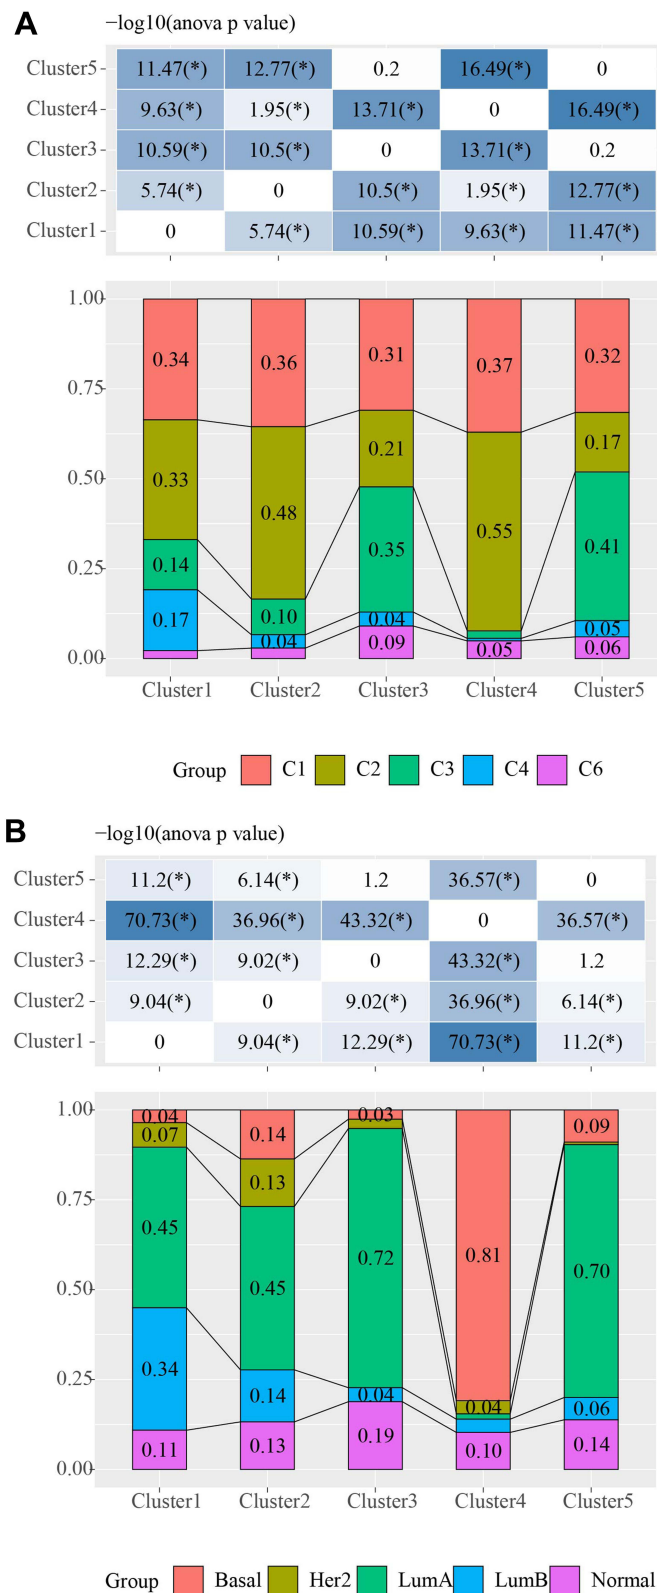 A
−log10(anova p value)
Cluster5 11.47(*) 12.77(*) 0.2 16.49(*) 0
Cluster4 9.63(*) 1.95(*) 13.71(*) 0 16.49(*)
Cluster3 10.59(*) 10.5(*) 0 13.71(*) 0.2
Cluster2 5.74(*) 0 10.5(*) 1.95(*) 12.77(*)
Cluster1 0 5.74(*) 10.59(*) 9.63(*) 11.47(*)
1.00
0.34 0.36 0.31 0.37 0.32
0.75
0.33 0.48 0.21 0.55 0.17
0.50
0.14 0.10 0.35 0.41
0.25
0.17 0.04 0.04 0.05
0.09 0.05 0.06
0.00
Cluster1 Cluster2 Cluster3 Cluster4 Cluster5
Group C1 C2 C3 C4 C6
B
−log10(anova p value)
Cluster5 11.2(*) 6.14(*) 1.2 36.57(*) 0
Cluster4 70.73(*) 36.96(*) 43.32(*) 0 36.57(*)
Cluster3 12.29(*) 9.02(*) 0 43.32(*) 1.2
Cluster2 9.04(*) 0 9.02(*) 36.96(*) 6.14(*)
Cluster1 0 9.04(*) 12.29(*) 70.73(*) 11.2(*)
1.00
0.04 0.14 0.03 0.81 0.09
0.07 0.13 0.04
0.75
0.45 0.45 0.72 0.70
0.50
0.34 0.14 0.04 0.06
0.25
0.11 0.13 0.19 0.10 0.14
0.00
Cluster1 Cluster2 Cluster3 Cluster4 Cluster5
Group Basal Her2 LumA LumB Normal